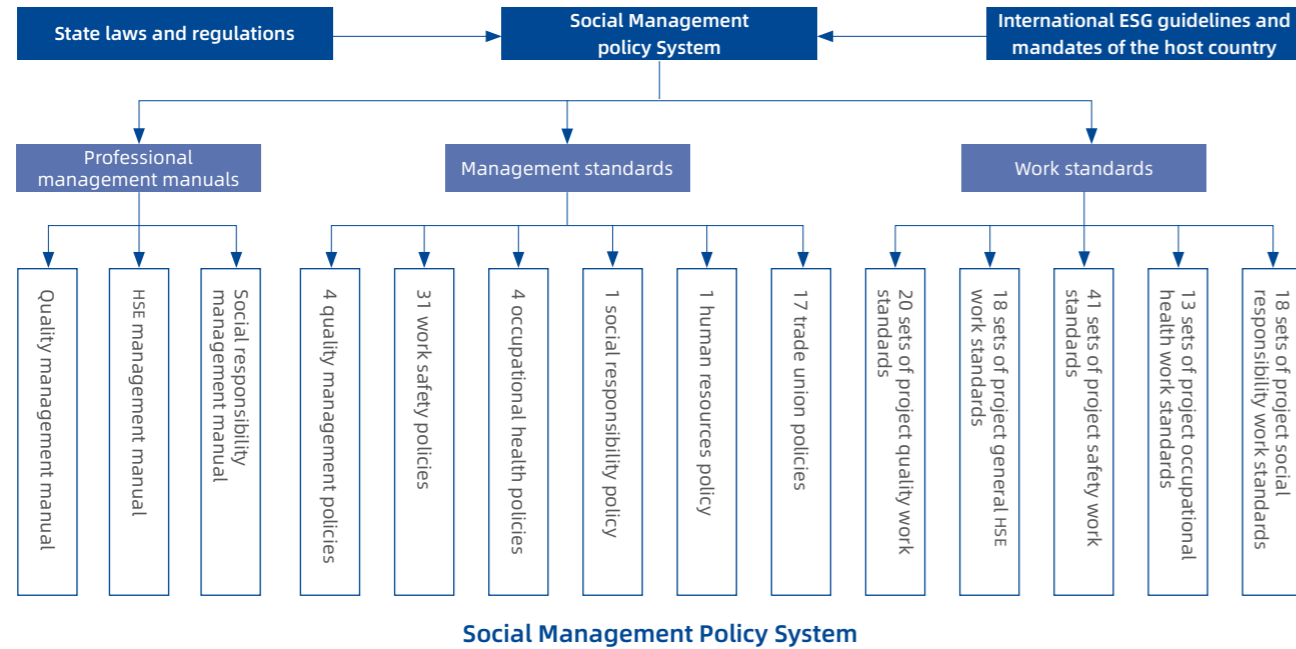 State laws and regulations
Social Management
policy System
International ESG guidelines and
mandates of the host country
Professional
management manuals
Management standards
Work standards
Quality management manual
HSE management manual
Social responsibility
management manual
4 quality management policies
31 work safety policies
4 occupational health policies
1 social responsibility policy
1 human resources policy
17 trade union policies
20 sets of project quality work
standards
18 sets of project general HSE
work standards
41 sets of project safety work
standards
13 sets of project occupational
health work standards
18 sets of project social
responsibility work standards
Social Management Policy System